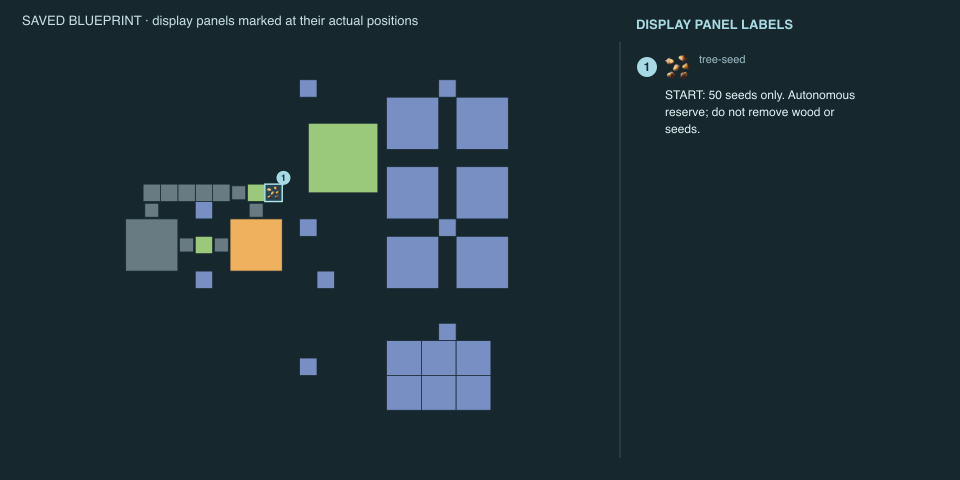 SAVED BLUEPRINT · display panels marked at their actual positions
DISPLAY PANEL LABELS
1
tree-seed
START: 50 seeds only. Autonomous
reserve; do not remove wood or
seeds.
1